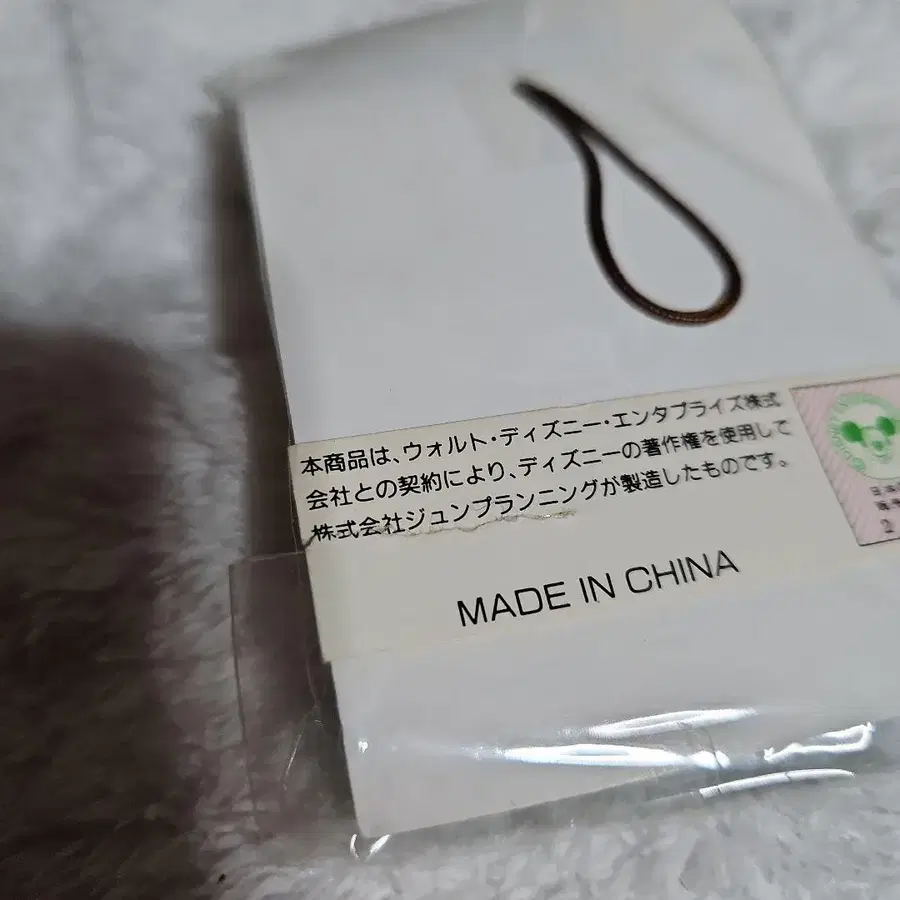 本商品は、ウォルト・ディズニー・エンタプライズ株式
会社との契約により、ディズニーの著作権を使用して
株式会社ジュンプランニングが製造したものです。
MADE IN CHINA